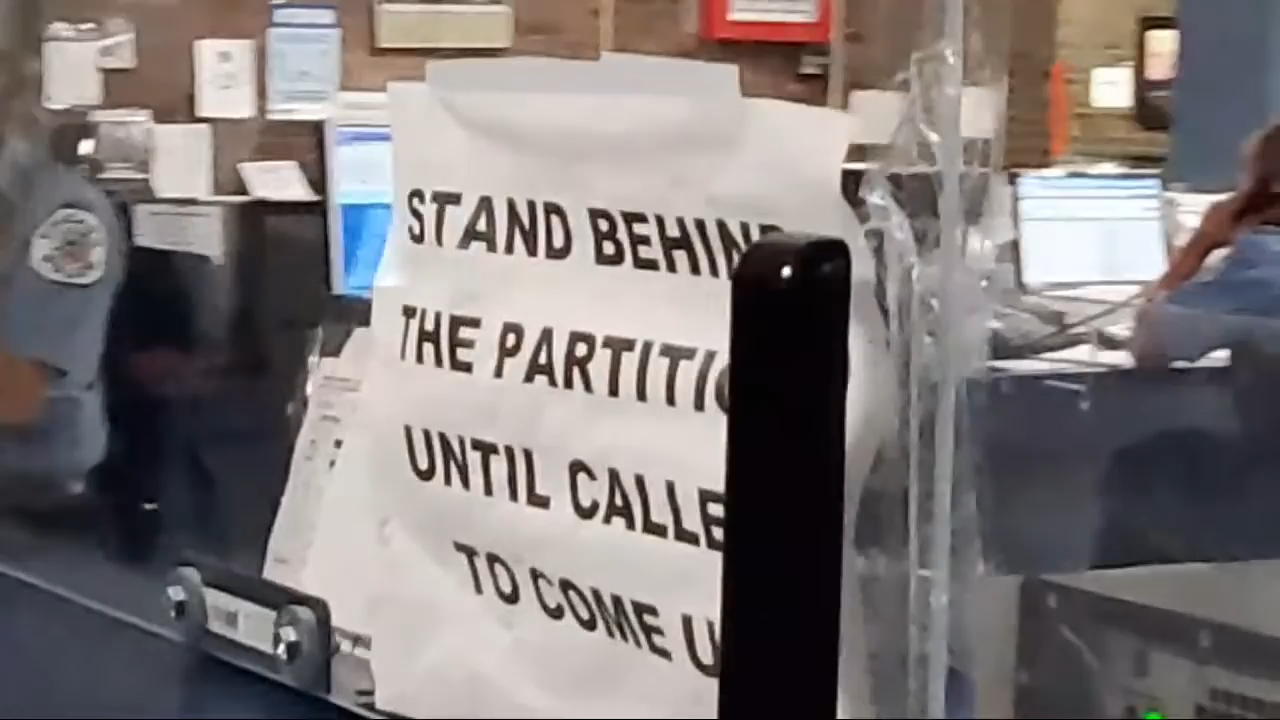 STAND BEHIN
THE PARTITI
UNTIL CALLE
TO COME U